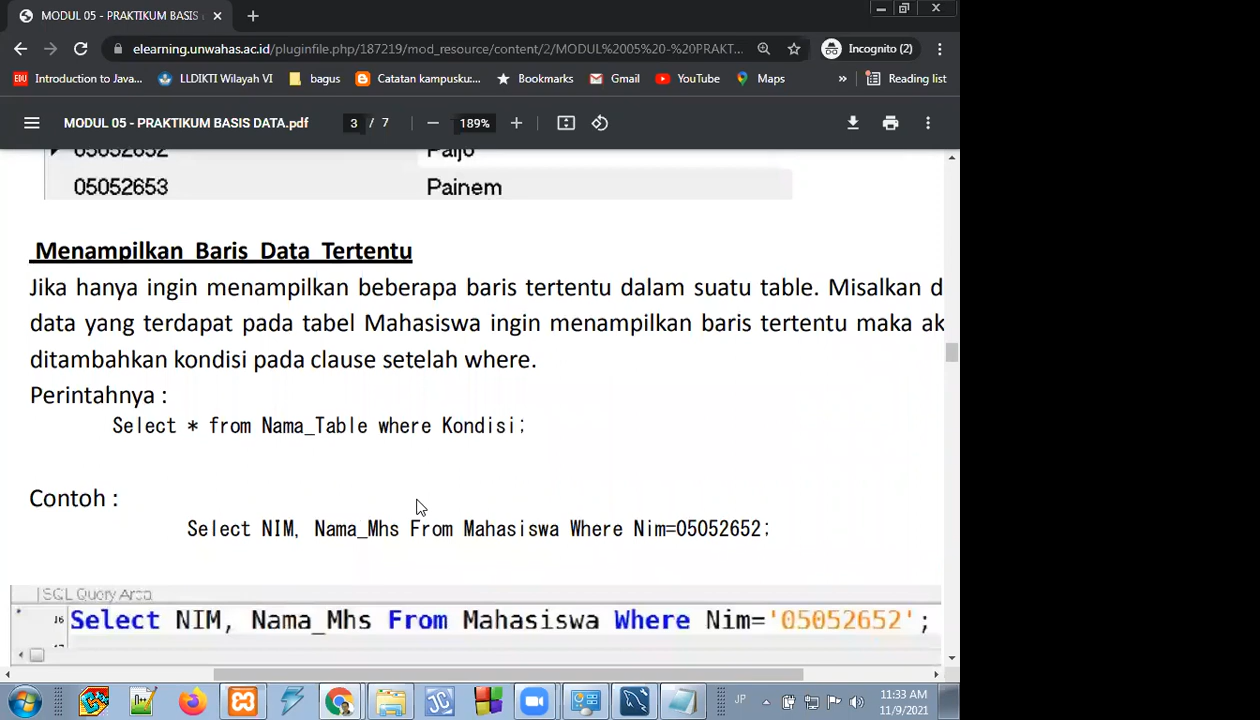 MODUL 05 - PRAKTIKUM BASIS
elearning.unwahas.ac.id/pluginfile.php/187219/mod_resource/content/2/MODUL%2005%20-%20PRAKT...
Incognito (2)
EDU Introduction to Java...
LLDIKTI Wilayah VI
bagus
Catatan kampusku:...
Bookmarks
Gmail
YouTube
Maps
»
Reading list
MODUL 05 - PRAKTIKUM BASIS DATA.pdf
3 / 7
189%
05052652 Paijo
05052653 Painem
Menampilkan Baris Data Tertentu
Jika hanya ingin menampilkan beberapa baris tertentu dalam suatu table. Misalkan d
data yang terdapat pada tabel Mahasiswa ingin menampilkan baris tertentu maka ak
ditambahkan kondisi pada clause setelah where.
Perintahnya :
Select * from Nama_Table where Kondisi;
Contoh :
Select NIM, Nama_Mhs From Mahasiswa Where Nim=05052652;
SQL Query Area
16 Select NIM, Nama_Mhs From Mahasiswa Where Nim='05052652';
JP
11:33 AM
11/9/2021